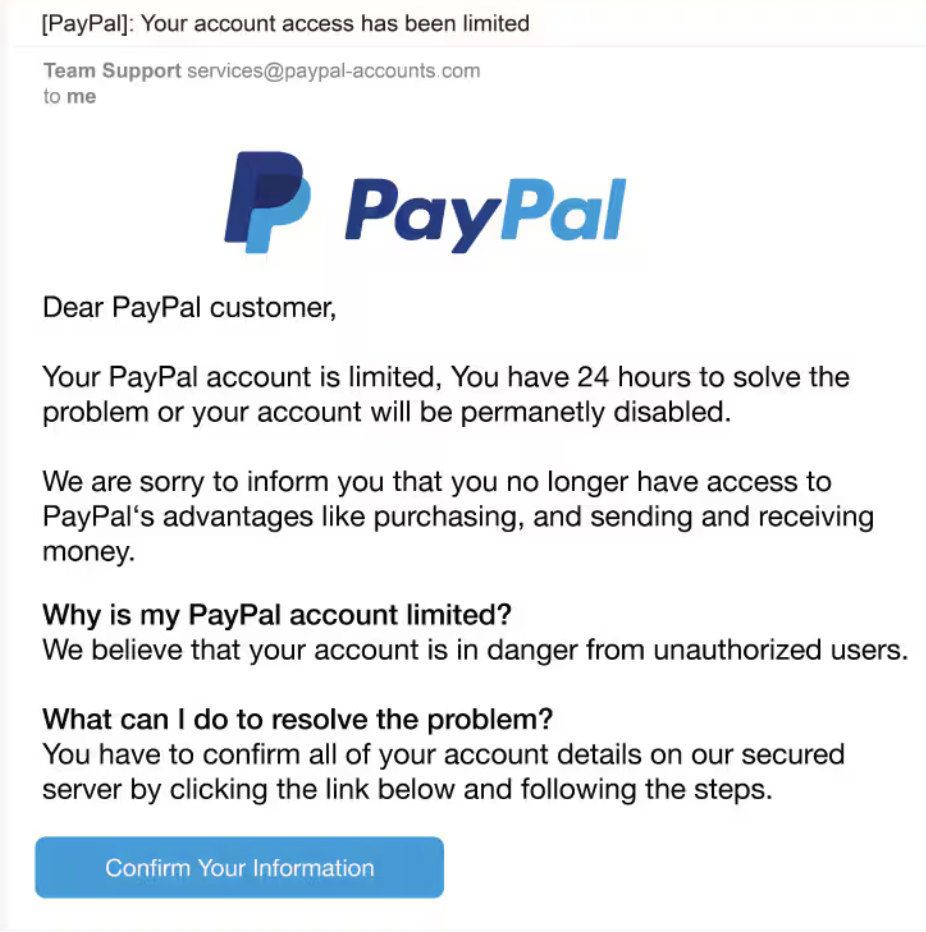 [PayPal]: Your account access has been limited
Team Support services@paypal-accounts.com
to me
PayPal
Dear PayPal customer,
Your PayPal account is limited, You have 24 hours to solve the
problem or your account will be permanetly disabled.
We are sorry to inform you that you no longer have access to
PayPal‘s advantages like purchasing, and sending and receiving
money.
Why is my PayPal account limited?
We believe that your account is in danger from unauthorized users.
What can I do to resolve the problem?
You have to confirm all of your account details on our secured
server by clicking the link below and following the steps.
Confirm Your Information